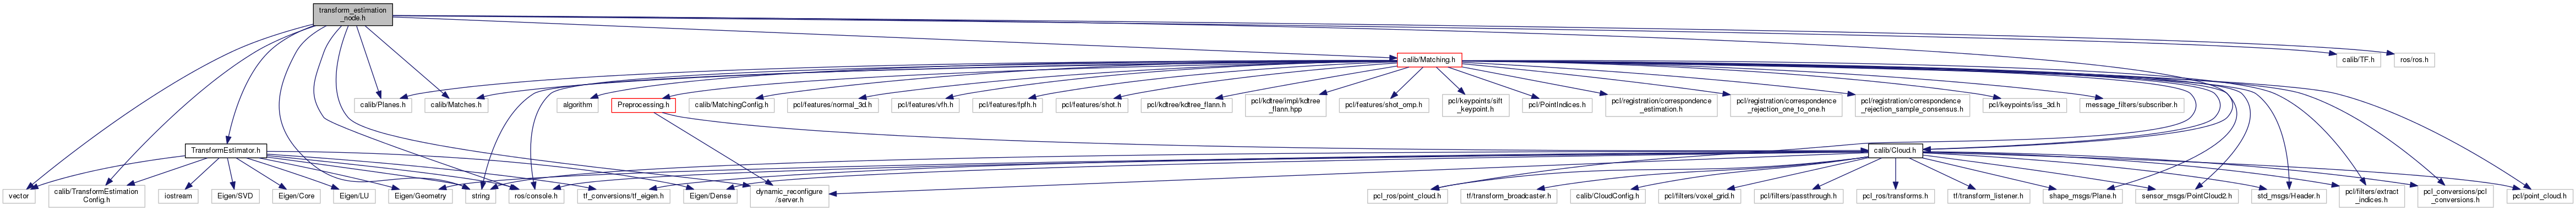 transform_estimation
_node.h
calib/Matching.h
calib/TF.h
ros/ros.h
calib/Planes.h
calib/Matches.h
algorithm
Preprocessing.h
calib/MatchingConfig.h
pcl/features/normal_3d.h
pcl/features/vfh.h
pcl/features/fpfh.h
pcl/features/shot.h
pcl/kdtree/kdtree_flann.h
pcl/kdtree/impl/kdtree
_flann.hpp
pcl/features/shot_omp.h
pcl/keypoints/sift
_keypoint.h
pcl/PointIndices.h
pcl/registration/correspondence
_estimation.h
pcl/registration/correspondence
_rejection_one_to_one.h
pcl/registration/correspondence
_rejection_sample_consensus.h
pcl/keypoints/iss_3d.h
message_filters/subscriber.h
TransformEstimator.h
calib/Cloud.h
vector
calib/TransformEstimation
Config.h
iostream
Eigen/SVD
Eigen/Core
Eigen/LU
Eigen/Geometry
string
ros/console.h
tf_conversions/tf_eigen.h
Eigen/Dense
dynamic_reconfigure
/server.h
pcl_ros/point_cloud.h
tf/transform_broadcaster.h
calib/CloudConfig.h
pcl/filters/voxel_grid.h
pcl/filters/passthrough.h
pcl_ros/transforms.h
tf/transform_listener.h
shape_msgs/Plane.h
sensor_msgs/PointCloud2.h
std_msgs/Header.h
pcl/filters/extract
_indices.h
pcl_conversions/pcl
_conversions.h
pcl/point_cloud.h